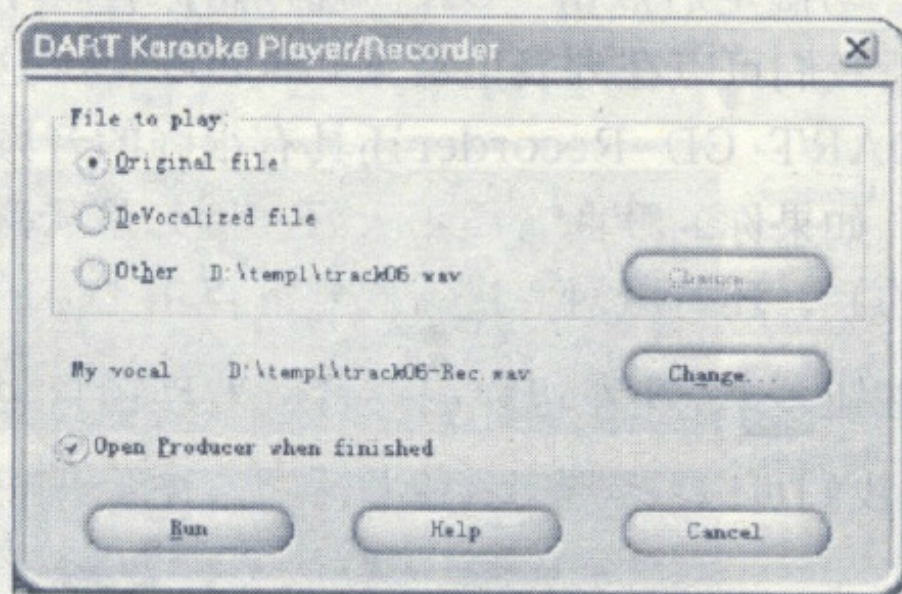 DART Karaoke Player/Recorder
File to play:
Original file
DeVocalized file
Other D:\temp1\track06.wav
Change...
My vocal D:\temp1\track06-Rec.wav Change...
Open Producer when finished
Run Help Cancel